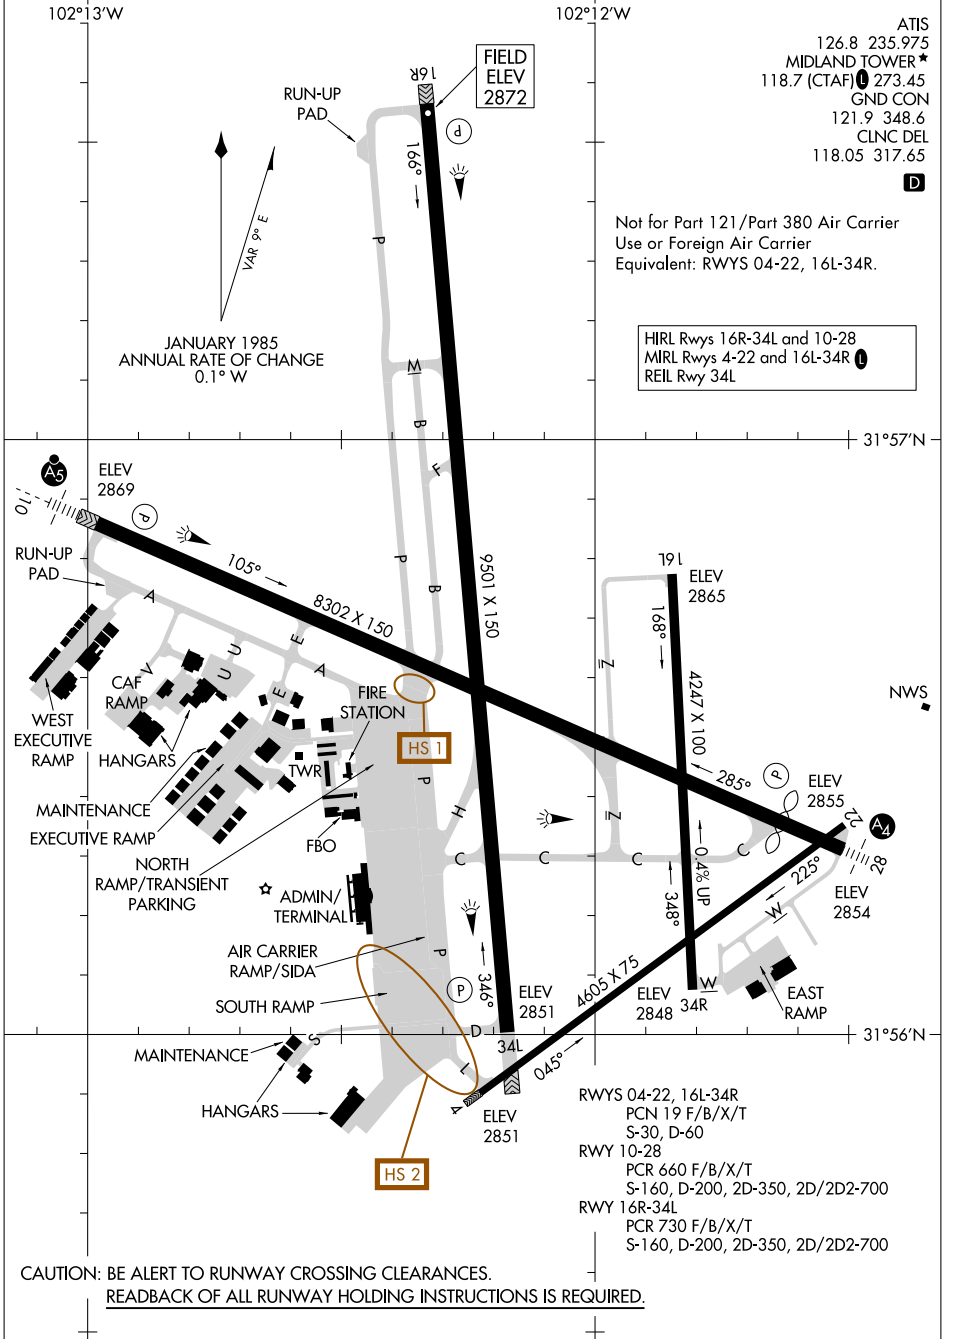 102°13'W
102°12'W
ATIS
126.8 235.975
MIDLAND TOWER★
118.7 (CTAF) L 273.45
GND CON
121.9 348.6
CLNC DEL
118.05 317.65
D
FIELD
ELEV
2872
16R
RUN-UP
PAD
P
166°
VAR 9° E
P
Not for Part 121/Part 380 Air Carrier
Use or Foreign Air Carrier
Equivalent: RWYS 04-22, 16L-34R.
JANUARY 1985
ANNUAL RATE OF CHANGE
0.1° W
HIRL Rwys 16R-34L and 10-28
MIRL Rwys 4-22 and 16L-34R L
REIL Rwy 34L
M
B
31°57'N
F
A5
ELEV
2869
10
P
RUN-UP
PAD
105°
8302 X 150
P
B
9501 X 150
16L
ELEV
2865
168°
A
E
U
U
V
A
E
CAF
RAMP
FIRE
STATION
Z
4247 X 100
NWS
WEST
EXECUTIVE
RAMP
HANGARS
HS 1
TWR
P
285°
P
ELEV
2855
22
A4
MAINTENANCE
EXECUTIVE RAMP
H
Z
FBO
C
C
C
C
0.4% UP
28
NORTH
RAMP/TRANSIENT
PARKING
225°
ELEV
2854
ADMIN/
TERMINAL
348°
W
AIR CARRIER
RAMP/SIDA
P
346°
P
4605 X 75
SOUTH RAMP
ELEV
2851
ELEV
2848
34R
W
EAST
RAMP
D
34L
31°56'N
S
MAINTENANCE
L
045°
HANGARS
4
ELEV
2851
HS 2
RWYS 04-22, 16L-34R
PCN 19 F/B/X/T
S-30, D-60
RWY 10-28
PCR 660 F/B/X/T
S-160, D-200, 2D-350, 2D/2D2-700
RWY 16R-34L
PCR 730 F/B/X/T
S-160, D-200, 2D-350, 2D/2D2-700
CAUTION: BE ALERT TO RUNWAY CROSSING CLEARANCES.
READBACK OF ALL RUNWAY HOLDING INSTRUCTIONS IS REQUIRED.